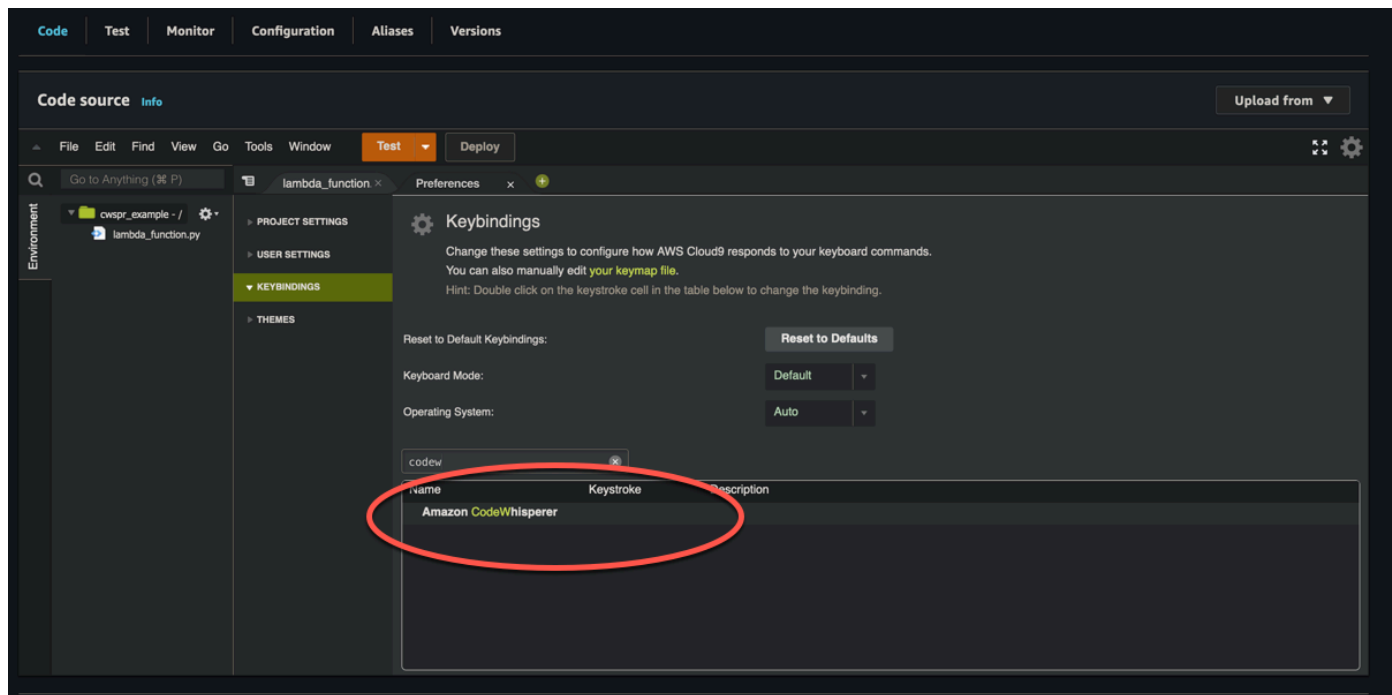 Code Test Monitor Configuration Aliases Versions
Code source Info Upload from
File Edit Find View Go Tools Window Test Deploy
Go to Anything (⌘ P) lambda_function Preferences
Environment
cwspr_example - /
lambda_function.py
PROJECT SETTINGS
USER SETTINGS
KEYBINDINGS
THEMES
Keybindings
Change these settings to configure how AWS Cloud9 responds to your keyboard commands.
You can also manually edit your keymap file.
Hint: Double click on the keystroke cell in the table below to change the keybinding.
Reset to Default Keybindings: Reset to Defaults
Keyboard Mode: Default
Operating System: Auto
codew
Name Keystroke Description
Amazon CodeWhisperer